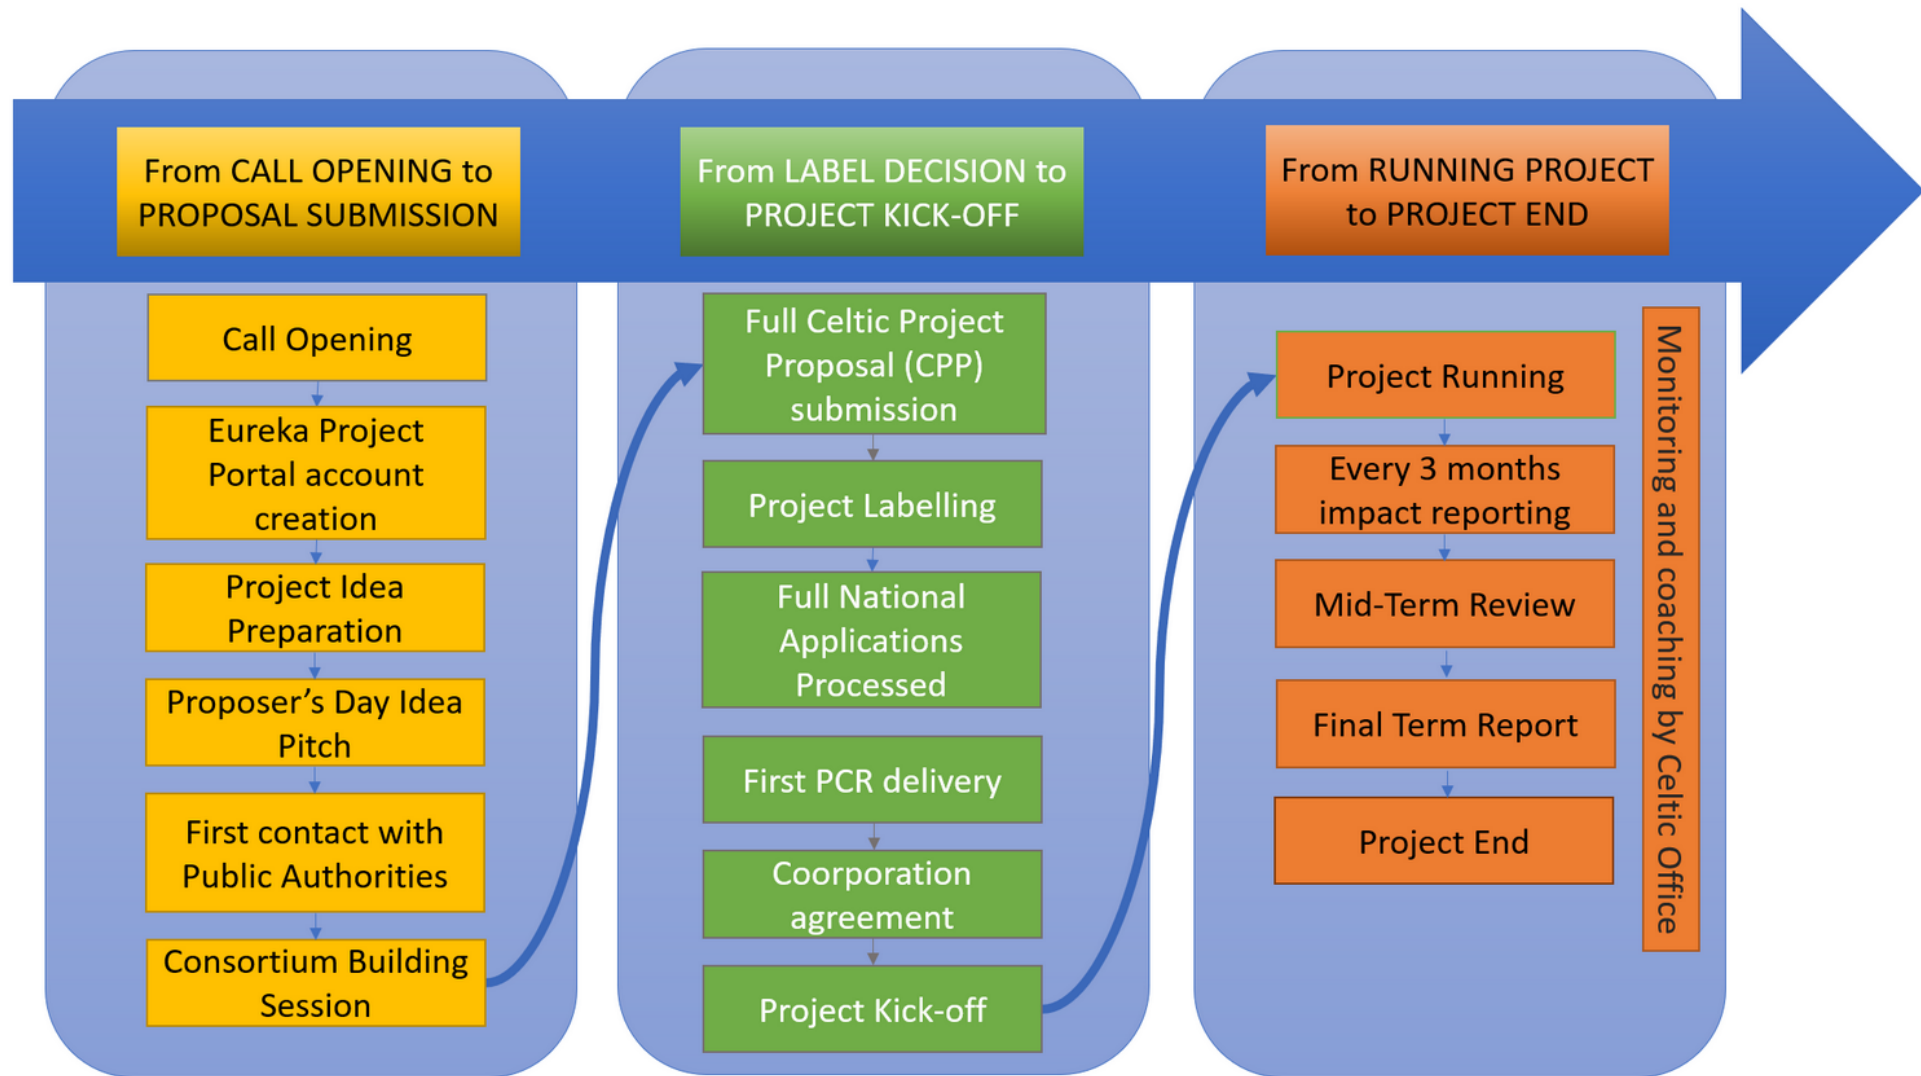 From CALL OPENING to
PROPOSAL SUBMISSION
Call Opening
Eureka Project
Portal account
creation
Project Idea
Preparation
Proposer’s Day Idea
Pitch
First contact with
Public Authorities
Consortium Building
Session
From LABEL DECISION to
PROJECT KICK-OFF
Full Celtic Project
Proposal (CPP)
submission
Project Labelling
Full National
Applications
Processed
First PCR delivery
Coorporation
agreement
Project Kick-off
From RUNNING PROJECT
to PROJECT END
Project Running
Every 3 months
impact reporting
Mid-Term Review
Final Term Report
Project End
Monitoring and coaching by Celtic Office